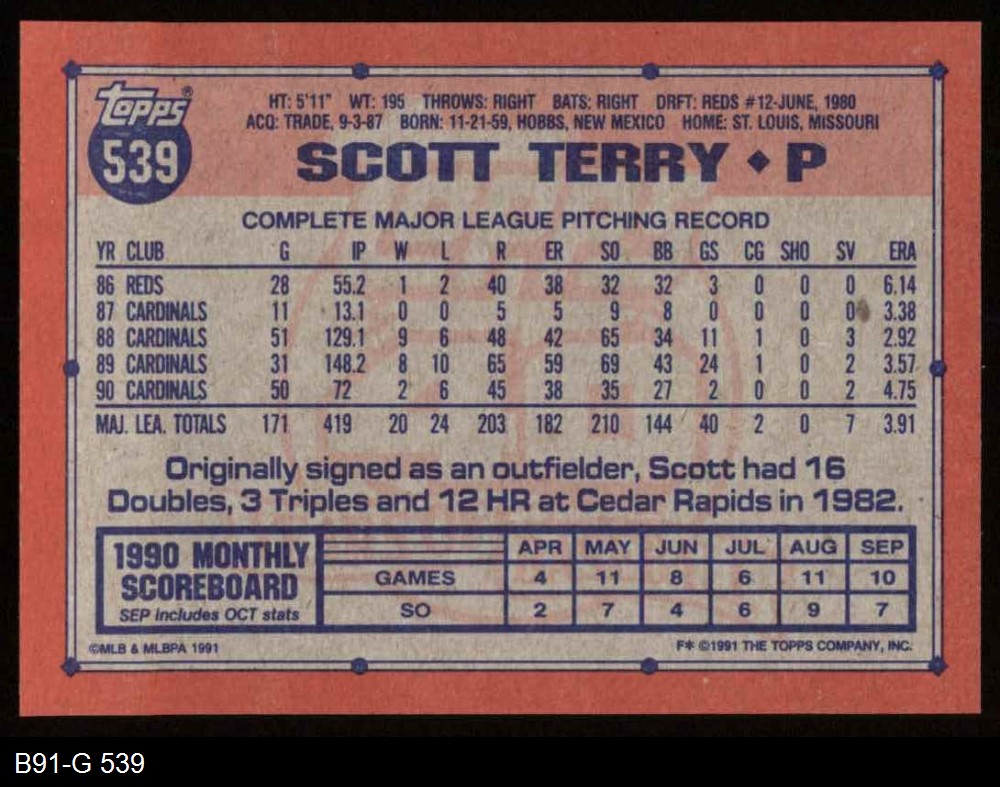 Topps®
539
HT: 5'11" WT: 195 THROWS: RIGHT BATS: RIGHT DRFT: REDS #12-JUNE, 1980
ACQ: TRADE, 9-3-87 BORN: 11-21-59, HOBBS, NEW MEXICO HOME: ST. LOUIS, MISSOURI
SCOTT TERRY ◆ P
COMPLETE MAJOR LEAGUE PITCHING RECORD
YR CLUB G IP W L R ER SO BB GS CG SHO SV ERA
86 REDS 28 55.2 1 2 40 38 32 32 3 0 0 0 6.14
87 CARDINALS 11 13.1 0 0 5 5 9 8 0 0 0 0 3.38
88 CARDINALS 51 129.1 9 6 48 42 65 34 11 1 0 3 2.92
89 CARDINALS 31 148.2 8 10 65 59 69 43 24 1 0 2 3.57
90 CARDINALS 50 72 2 6 45 38 35 27 2 0 0 2 4.75
MAJ. LEA. TOTALS 171 419 20 24 203 182 210 144 40 2 0 7 3.91
Originally signed as an outfielder, Scott had 16
Doubles, 3 Triples and 12 HR at Cedar Rapids in 1982.
1990 MONTHLY
SCOREBOARD
SEP includes OCT stats
APR MAY JUN JUL AUG SEP
GAMES 4 11 8 6 11 10
SO 2 7 4 6 9 7
©MLB & MLBPA 1991 F* ©1991 THE TOPPS COMPANY, INC.
B91-G 539